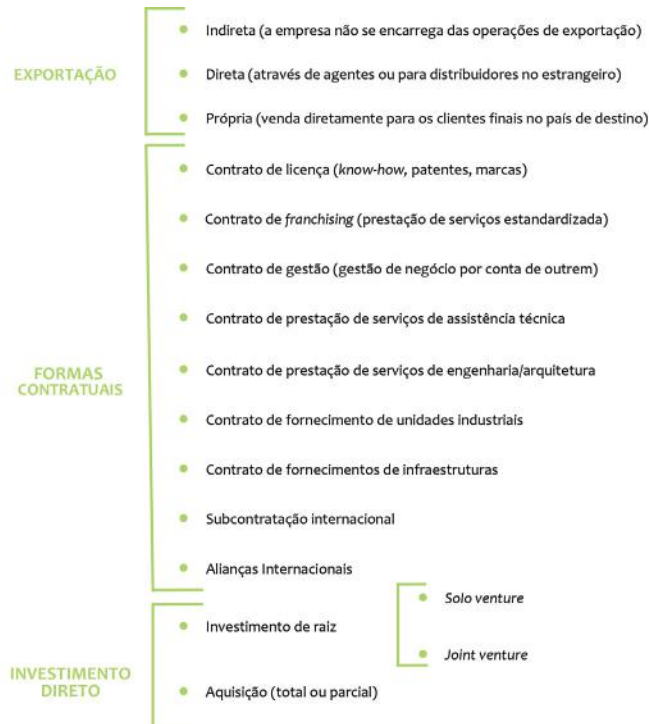 EXPORTAÇÃO
Indireta (a empresa não se encarrega das operações de exportação)
Direta (através de agentes ou para distribuidores no estrangeiro)
Própria (venda diretamente para os clientes finais no país de destino)
FORMAS
CONTRATUAIS
Contrato de licença (know-how, patentes, marcas)
Contrato de franchising (prestação de serviços estandardizada)
Contrato de gestão (gestão de negócio por conta de outrem)
Contrato de prestação de serviços de assistência técnica
Contrato de prestação de serviços de engenharia/arquitetura
Contrato de fornecimento de unidades industriais
Contrato de fornecimentos de infraestruturas
Subcontratação internacional
Alianças Internacionais
INVESTIMENTO
DIRETO
Investimento de raiz
Solo venture
Joint venture
Aquisição (total ou parcial)